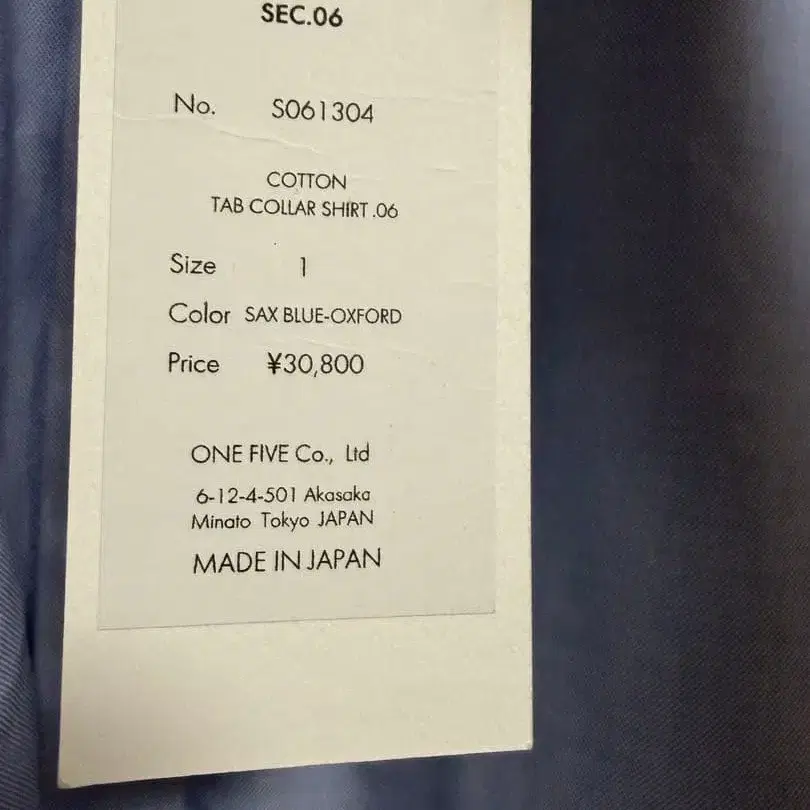 SEC.06
No. S061304
COTTON
TAB COLLAR SHIRT .06
Size 1
Color SAX BLUE-OXFORD
Price ¥30,800
ONE FIVE Co., Ltd
6-12-4-501 Akasaka
Minato Tokyo JAPAN
MADE IN JAPAN